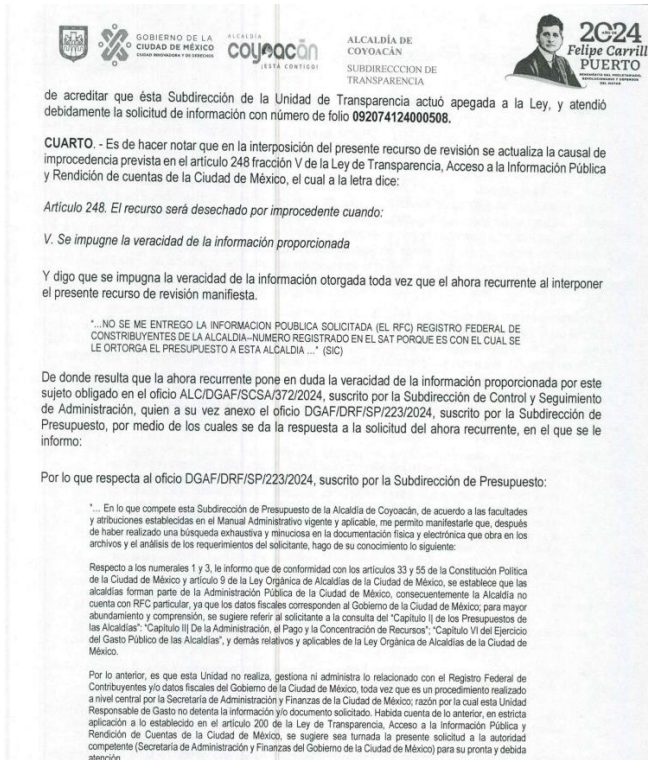 GOBIERNO DE LA
CIUDAD DE MÉXICO
CIUDAD INNOVADORA Y DE DERECHOS
ALCALDÍA
coyoacán
¡ESTÁ CONTIGO!
ALCALDÍA DE
COYOACÁN
SUBDIRECCCION DE
TRANSPARENCIA
2024
AÑO DE
Felipe Carrill
PUERTO
de acreditar que ésta Subdirección de la Unidad de Transparencia actuó apegada a la Ley, y atendió
debidamente la solicitud de información con número de folio 092074124000508.
CUARTO. - Es de hacer notar que en la interposición del presente recurso de revisión se actualiza la causal de
improcedencia prevista en el artículo 248 fracción V de la Ley de Transparencia, Acceso a la Información Pública
y Rendición de cuentas de la Ciudad de México, el cual a la letra dice:
Artículo 248. El recurso será desechado por improcedente cuando:
V. Se impugne la veracidad de la información proporcionada
Y digo que se impugna la veracidad de la información otorgada toda vez que el ahora recurrente al interponer
el presente recurso de revisión manifiesta.
"...NO SE ME ENTREGO LA INFORMACION POUBLICA SOLICITADA (EL RFC) REGISTRO FEDERAL DE
CONSTRIBUYENTES DE LA ALCALDIA--NUMERO REGISTRADO EN EL SAT PORQUE ES CON EL CUAL SE
LE ORTORGA EL PRESUPUESTO A ESTA ALCALDIA ..." (SIC)
De donde resulta que la ahora recurrente pone en duda la veracidad de la información proporcionada por este
sujeto obligado en el oficio ALC/DGAF/SCSA/372/2024, suscrito por la Subdirección de Control y Seguimiento
de Administración, quien a su vez anexo el oficio DGAF/DRF/SP/223/2024, suscrito por la Subdirección de
Presupuesto, por medio de los cuales se da la respuesta a la solicitud del ahora recurrente, en el que se le
informo:
Por lo que respecta al oficio DGAF/DRF/SP/223/2024, suscrito por la Subdirección de Presupuesto:
"... En lo que compete esta Subdirección de Presupuesto de la Alcaldía de Coyoacán, de acuerdo a las facultades
y atribuciones establecidas en el Manual Administrativo vigente y aplicable, me permito manifestarle que, después
de haber realizado una búsqueda exhaustiva y minuciosa en la documentación física y electrónica que obra en los
archivos y el análisis de los requerimientos del solicitante, hago de su conocimiento lo siguiente:
Respecto a los numerales 1 y 3, le informo que de conformidad con los artículos 33 y 55 de la Constitución Politica
de la Ciudad de México y artículo 9 de la Ley Orgánica de Alcaldías de la Ciudad de México, se establece que las
alcaldías forman parte de la Administración Pública de la Ciudad de México, consecuentemente la Alcaldía no
cuenta con RFC particular, ya que los datos fiscales corresponden al Gobierno de la Ciudad de México; para mayor
abundamiento y comprensión, se sugiere referir al solicitante a la consulta del "Capítulo I| de los Presupuestos de
las Alcaldías": "Capítulo II| De la Administración, el Pago y la Concentración de Recursos"; "Capítulo VI del Ejercicio
del Gasto Público de las Alcaldías", y demás relativos y aplicables de la Ley Orgánica de Alcaldías de la Ciudad de
México.
Por lo anterior, es que esta Unidad no realiza, gestiona ni administra lo relacionado con el Registro Federal de
Contribuyentes y/o datos fiscales del Gobierno de la Ciudad de México, toda vez que es un procedimiento realizado
a nivel central por la Secretaría de Administración y Finanzas de la Ciudad de México; razón por la cual esta Unidad
Responsable de Gasto no detenta la información y/o documento solicitado. Habida cuenta de lo anterior, en estricta
aplicación a lo establecido en el artículo 200 de la Ley de Transparencia, Acceso a la Información Pública y
Rendición de Cuentas de la Ciudad de México, se sugiere sea turnada la presente solicitud a la autoridad
competente (Secretaria de Administración y Finanzas del Gobierno de la Ciudad de México) para su pronta y debida
atención